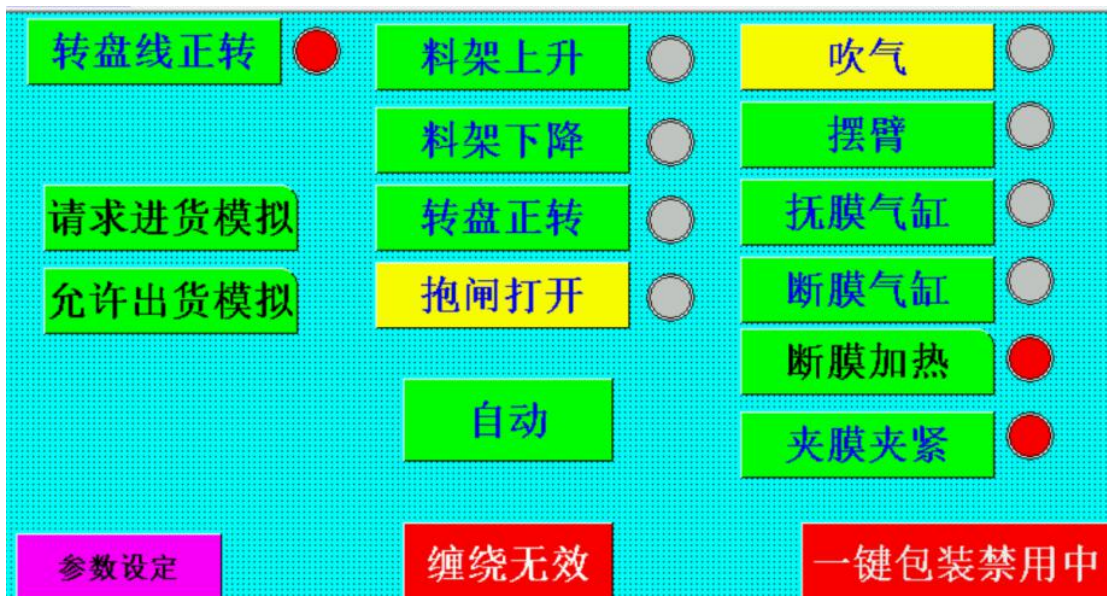 转盘线正转
料架上升
吹气
料架下降
摆臂
请求进货模拟
转盘正转
抚膜气缸
允许出货模拟
抱闸打开
断膜气缸
断膜加热
自动
夹膜夹紧
参数设定
缠绕无效
一键包装禁用中